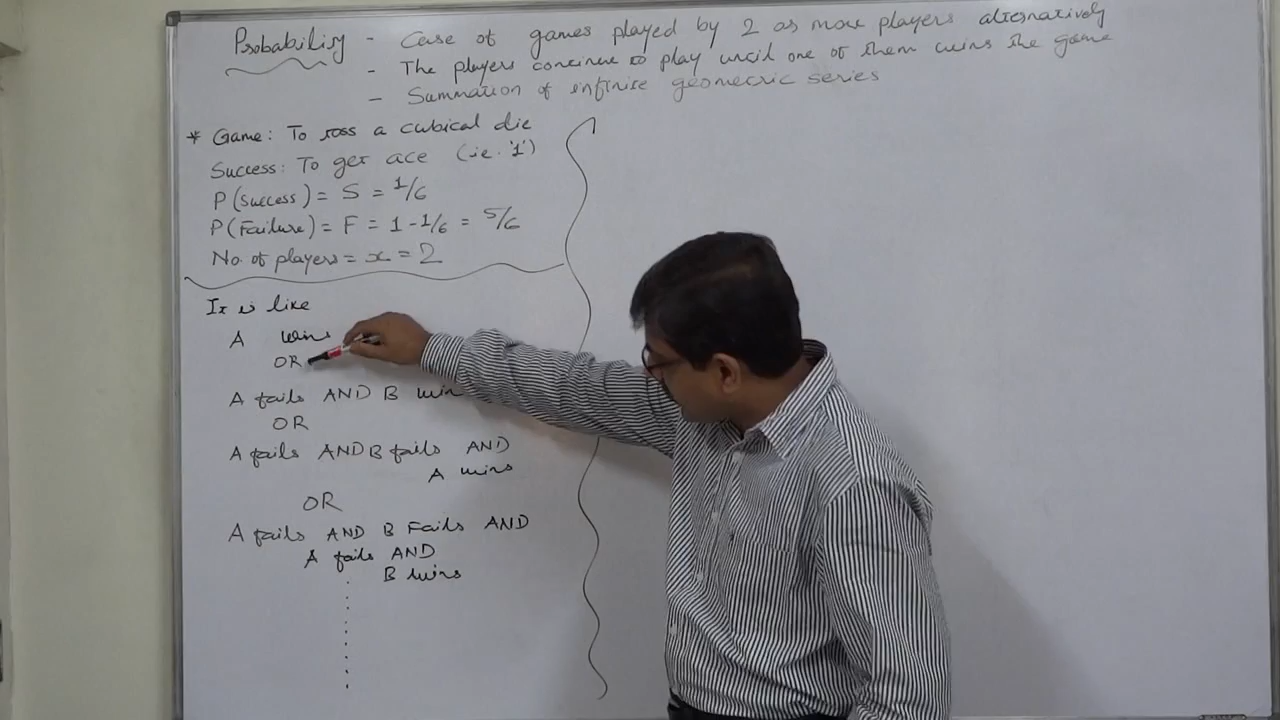 Probability - Case of games played by 2 or more players alternatively
- The players continue to play until one of them wins the game
- Summation of infinite geometric series
* Game: To toss a cubical die
Success: To get ace (ie. '1')
P(Success) = S = 1/6
P(Failure) = F = 1 - 1/6 = 5/6
No. of players = x = 2
It is like
A wins
OR
A fails AND B win
OR
A fails AND B fails AND
A wins
OR
A fails AND B Fails AND
A fails AND
B wins